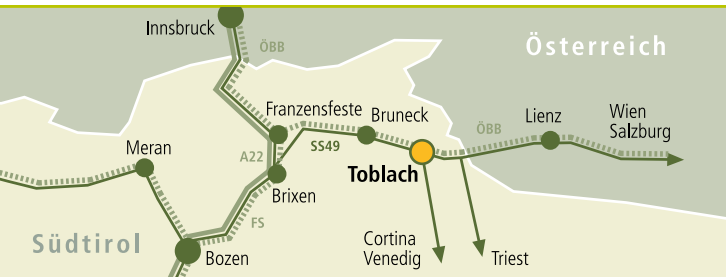 Innsbruck
ÖBB
Österreich
Franzensfeste
Bruneck
Lienz
Wien
Salzburg
ÖBB
Meran
A22
SS49
Toblach
Brixen
FS
Südtirol
Bozen
Cortina
Venedig
Triest